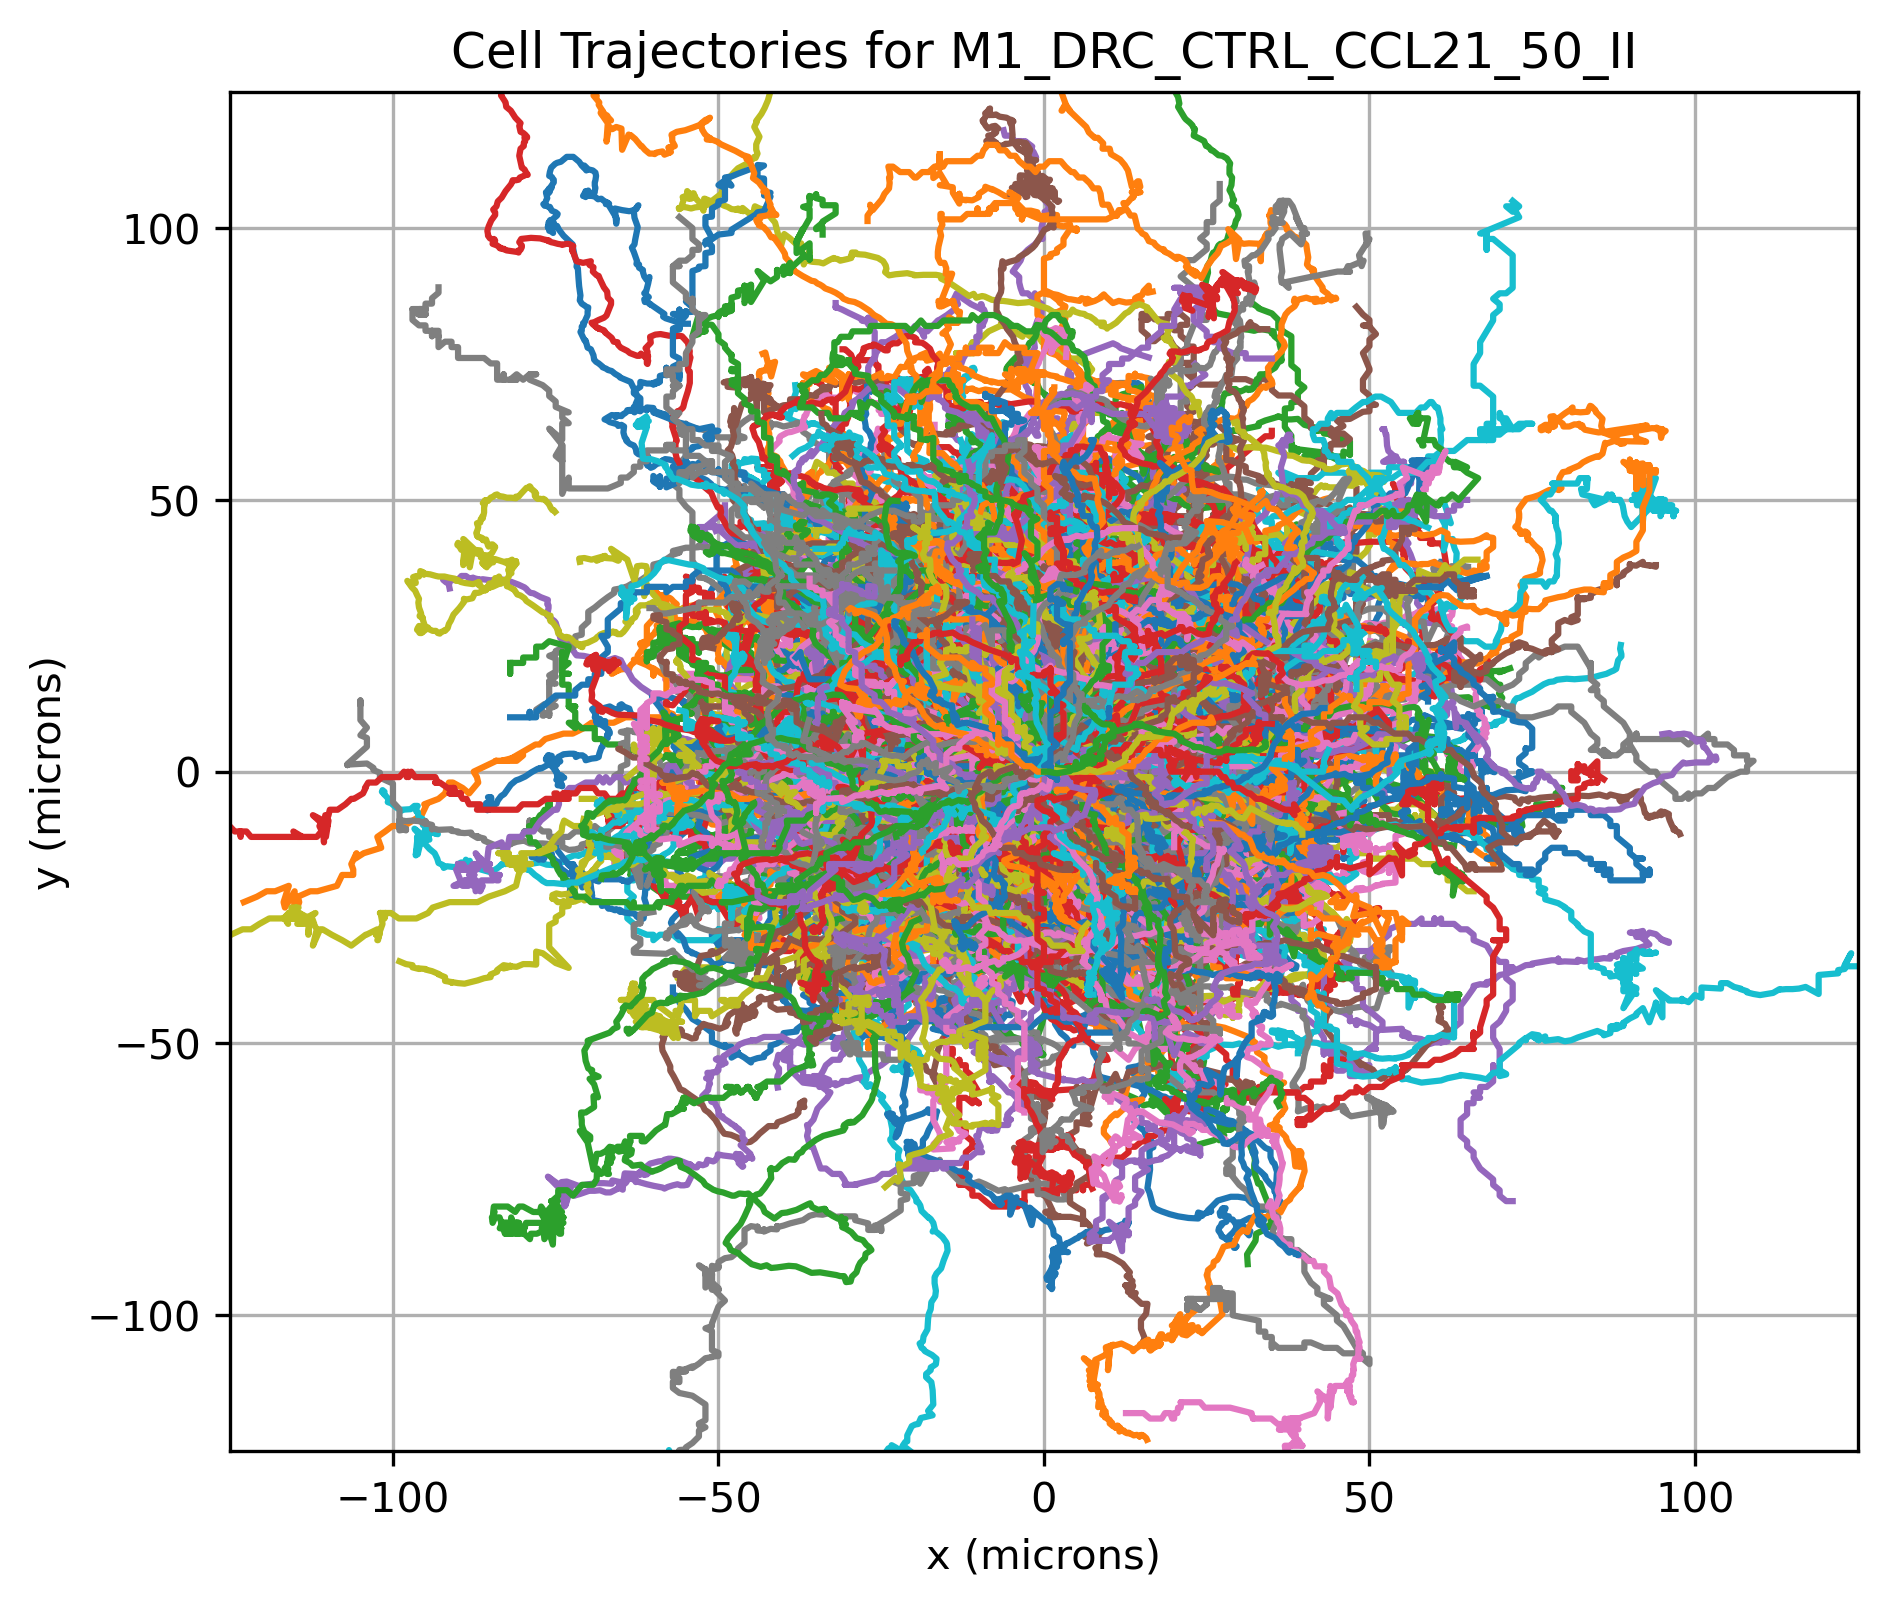 Cell Trajectories for M1_DRC_CTRL_CCL21_50_II
100
50
0
−50
−100
y (microns)
−100 −50 0 50 100
x (microns)